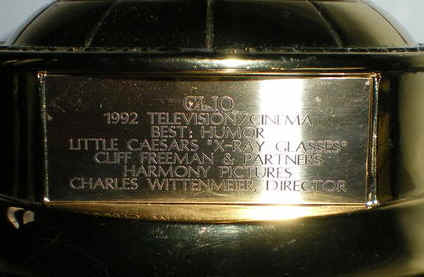 CLIO
1992 TELEVISION/CINEMA
BEST: HUMOR
LITTLE CAESARS "X-RAY GLASSES"
CLIFF FREEMAN & PARTNERS
HARMONY PICTURES
CHARLES WITTENMEIER, DIRECTOR